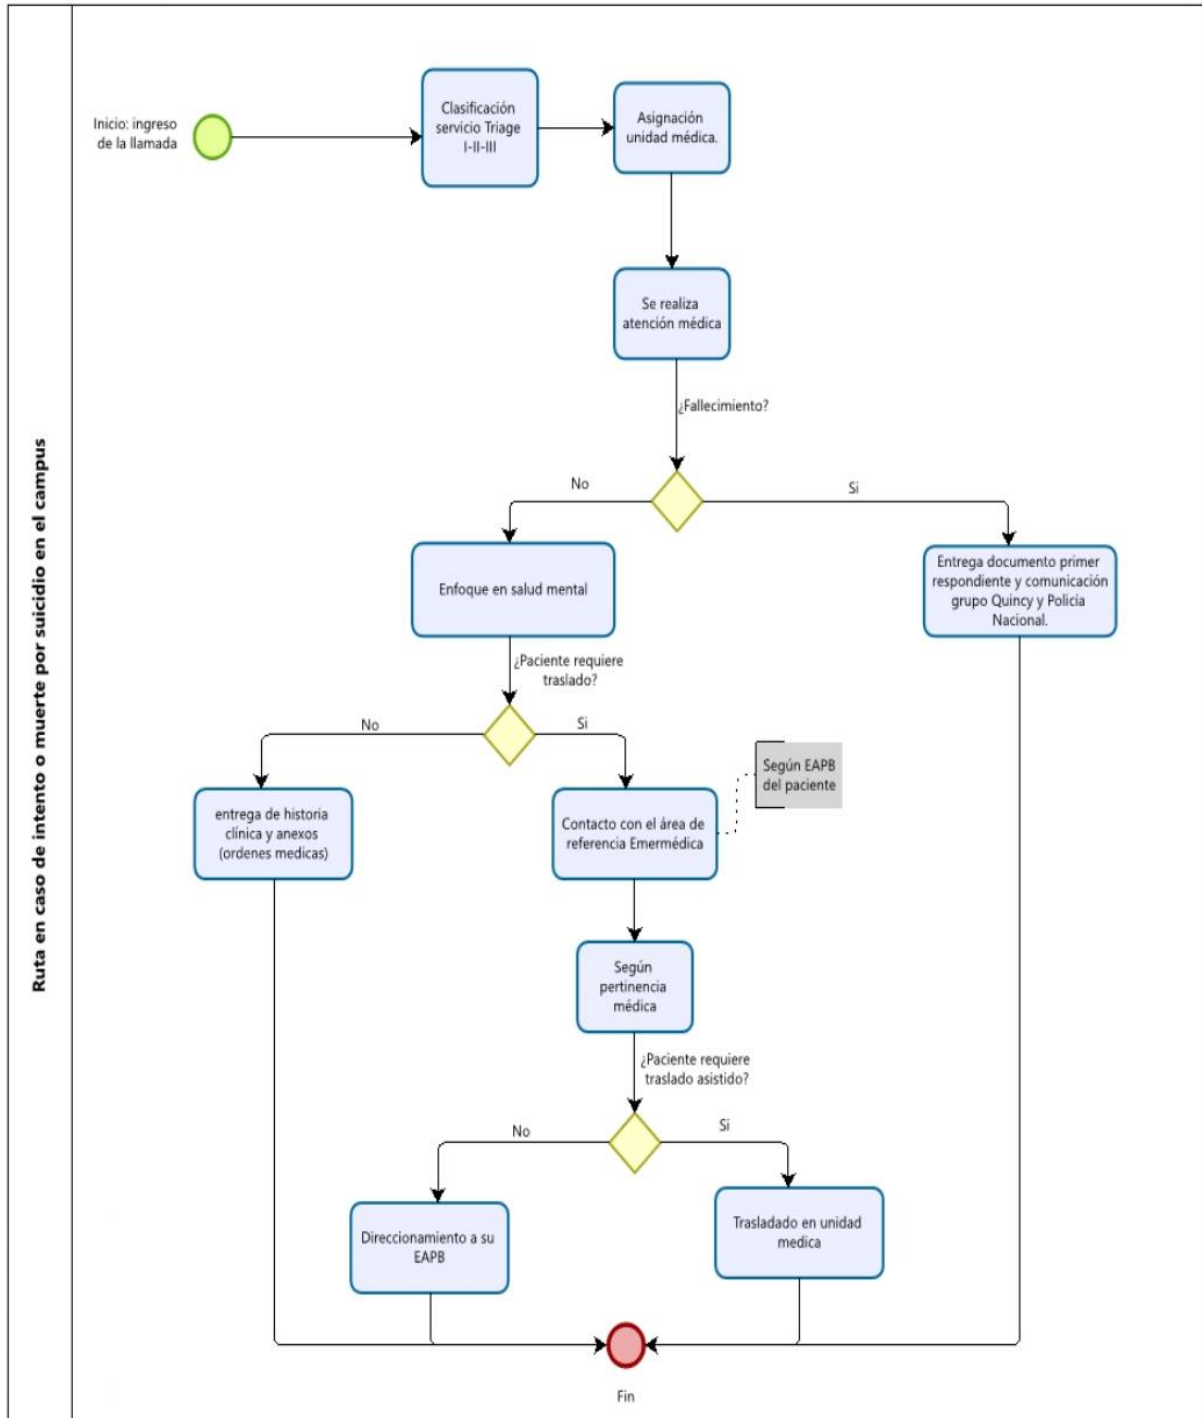 Ruta en caso de intento o muerte por suicidio en el campus
Inicio: ingreso
de la llamada
Clasificación
servicio Triage
I-II-III
Asignación
unidad médica.
Se realiza
atención médica
¿Fallecimiento?
No
Si
Enfoque en salud mental
Entrega documento primer
respondiente y comunicación
grupo Quincy y Policía
Nacional.
¿Paciente requiere
traslado?
No
Si
entrega de historia
clínica y anexos
(ordenes medicas)
Contacto con el área de
referencia Emermédica
Según EAPB
del paciente
Según
pertinencia
médica
¿Paciente requiere
traslado asistido?
No
Si
Direccionamiento a su
EAPB
Trasladado en unidad
medica
Fin